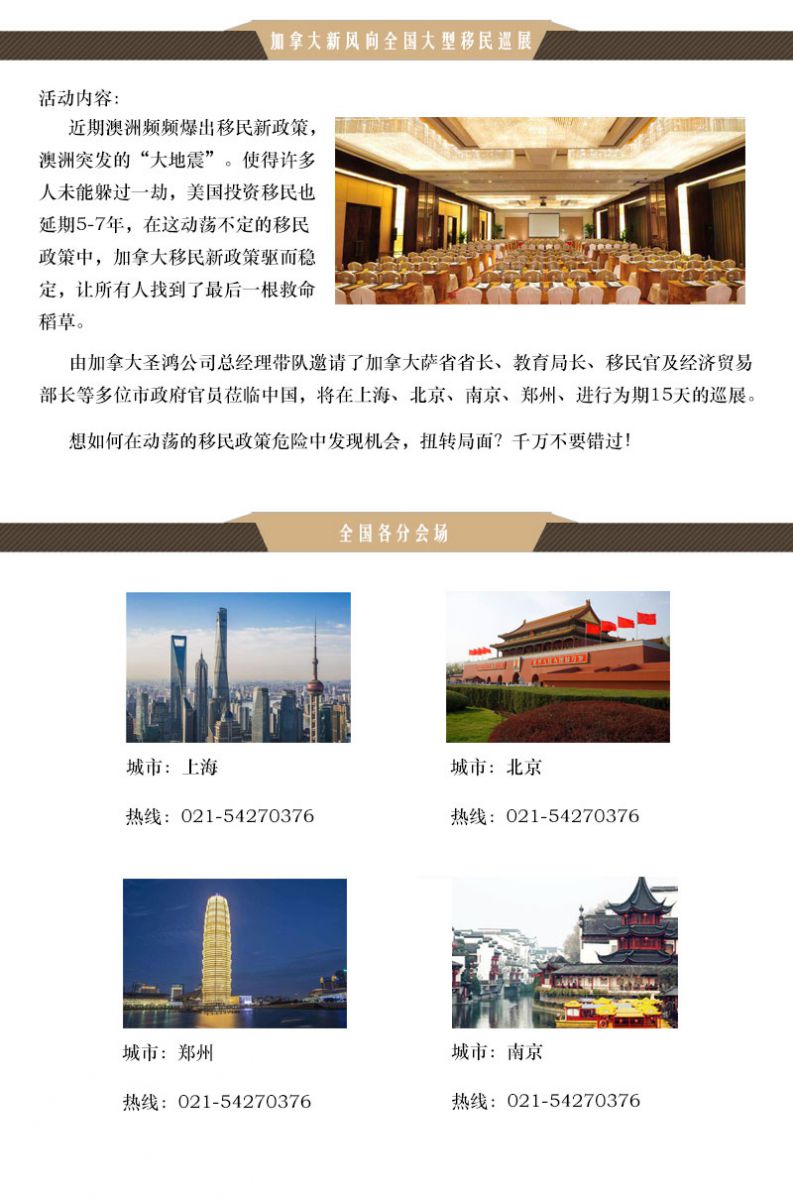 加拿大新风向全国大型移民巡展
活动内容：
近期澳洲频频爆出移民新政策，
澳洲突发的“大地震”。使得许多
人未能躲过一劫，美国投资移民也
延期5-7年，在这动荡不定的移民
政策中，加拿大移民新政策驱而稳
定，让所有人找到了最后一根救命
稻草。
由加拿大圣鸿公司总经理带队邀请了加拿大萨省省长、教育局长、移民官及经济贸易
部长等多位市政府官员莅临中国，将在上海、北京、南京、郑州、进行为期15天的巡展。
想如何在动荡的移民政策危险中发现机会，扭转局面？千万不要错过！
全国各分会场
城市：上海
城市：北京
热线：021-54270376
热线：021-54270376
城市：郑州
城市：南京
热线：021-54270376
热线：021-54270376